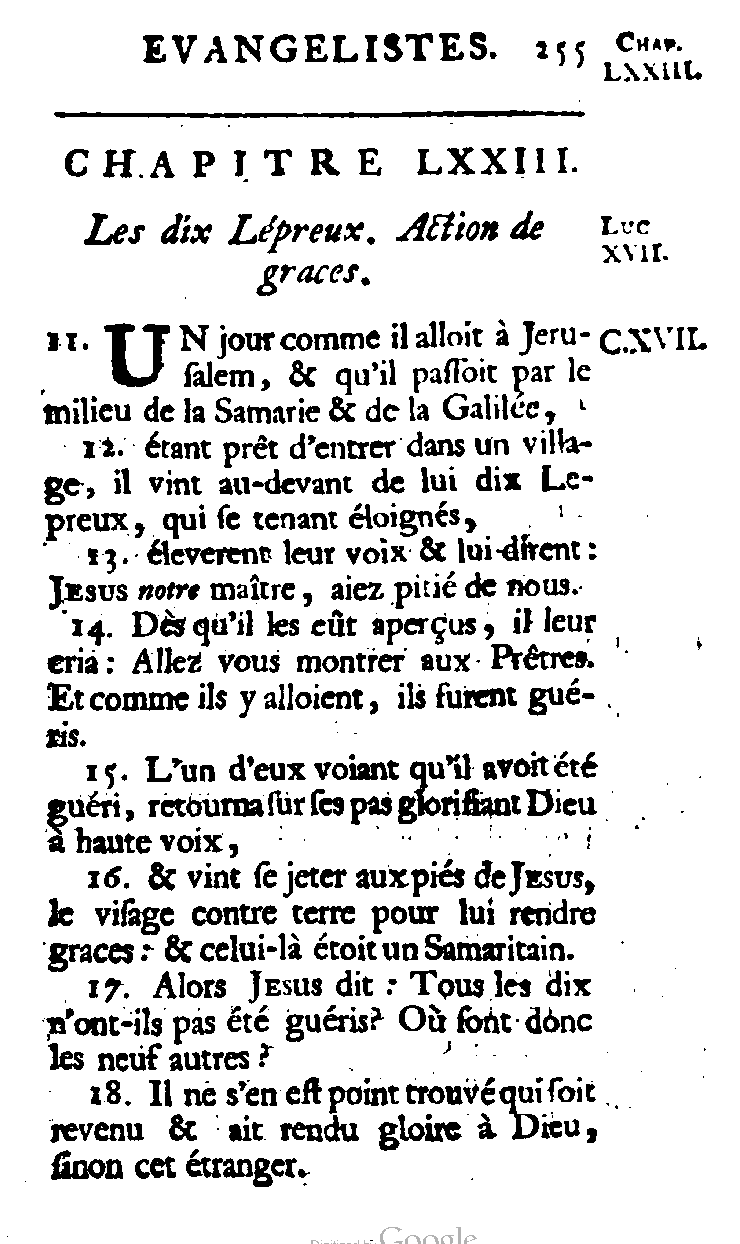 EVANGELISTES. 255 CHAP. LXXIII.
CHAPITRE LXXIII.
Les dix Lépreux. Action de graces.
Luc XVII.
11. UN jour comme il alloit à Jeru- C.XVII.
ſalem, & qu'il paſſoit par le
milieu de la Samarie & de la Galilée,
12. étant prêt d'entrer dans un villa-
ge, il vint au-devant de lui dix Le-
preux, qui ſe tenant éloignés,
13. éleverent leur voix & lui dirent :
JESUS notre maître, aiez pitié de nous.
14. Dès qu'il les eût aperçus, il leur
cria : Allez vous montrer aux Prêtres.
Et comme ils y alloient, ils furent gué-
ris.
15. L'un d'eux voiant qu'il avoit été
guéri, retourna ſur ſes pas glorifiant Dieu
à haute voix,
16. & vint ſe jeter aux piés de JESUS,
le viſage contre terre pour lui rendre
graces : & celui-là étoit un Samaritain.
17. Alors JESUS dit : Tous les dix
n'ont-ils pas été guéris? Où ſont donc
les neuf autres ?
18. Il ne s'en eſt point trouvé qui ſoit
revenu & ait rendu gloire à Dieu,
ſinon cet étranger.
Digitized by Google